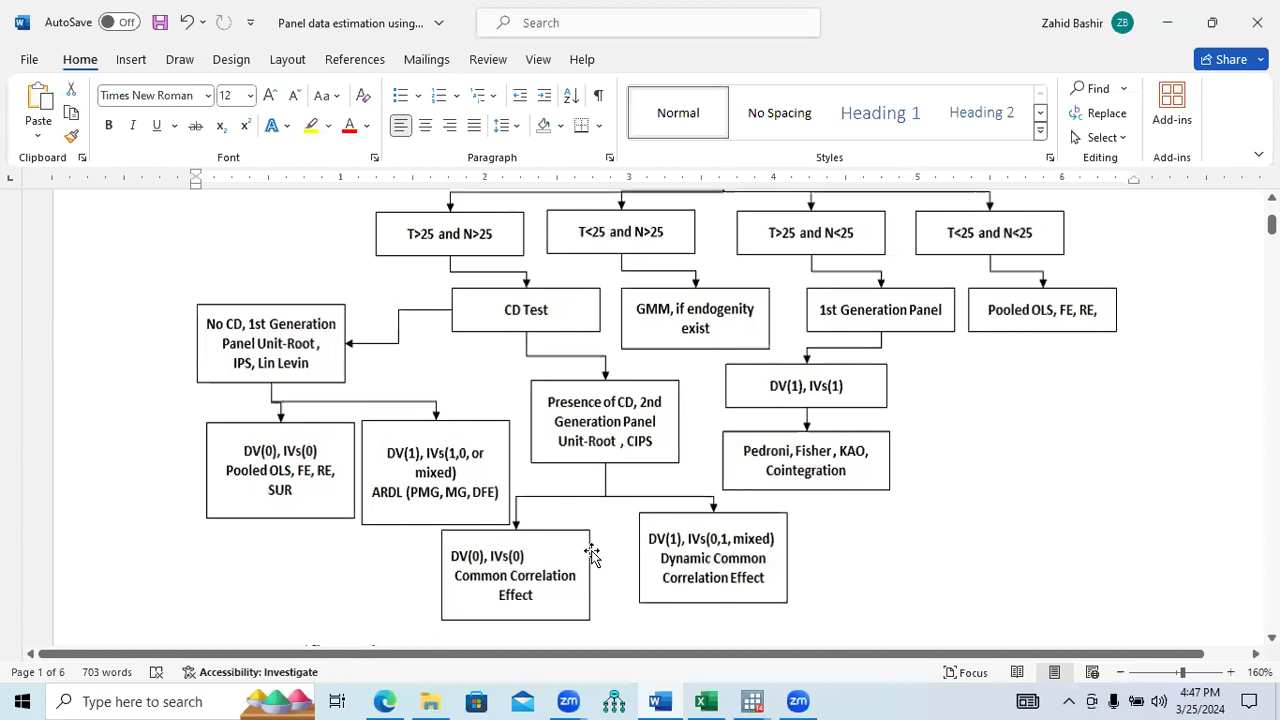 AutoSave Off Panel data estimation using... Search Zahid Bashir ZB
File Home Insert Draw Design Layout References Mailings Review View Help Share
Paste Times New Roman 12 Aa Normal No Spacing Heading 1 Heading 2 Find Replace Select Add-ins
Clipboard Font Paragraph Styles Editing Add-ins
1 2 3 4 5 6
T>25 and N>25
T<25 and N>25
T>25 and N<25
T<25 and N<25
CD Test
GMM, if endogenity
exist
1st Generation Panel
Pooled OLS, FE, RE,
No CD, 1st Generation
Panel Unit-Root ,
IPS, Lin Levin
Presence of CD, 2nd
Generation Panel
Unit-Root , CIPS
DV(1), IVs(1)
DV(0), IVs(0)
Pooled OLS, FE, RE,
SUR
DV(1), IVs(1,0, or
mixed)
ARDL (PMG, MG, DFE)
Pedroni, Fisher , KAO,
Cointegration
DV(0), IVs(0)
Common Correlation
Effect
DV(1), IVs(0,1, mixed)
Dynamic Common
Correlation Effect
Page 1 of 6 703 words Accessibility: Investigate Focus 160%
Type here to search 4:47 PM
3/25/2024